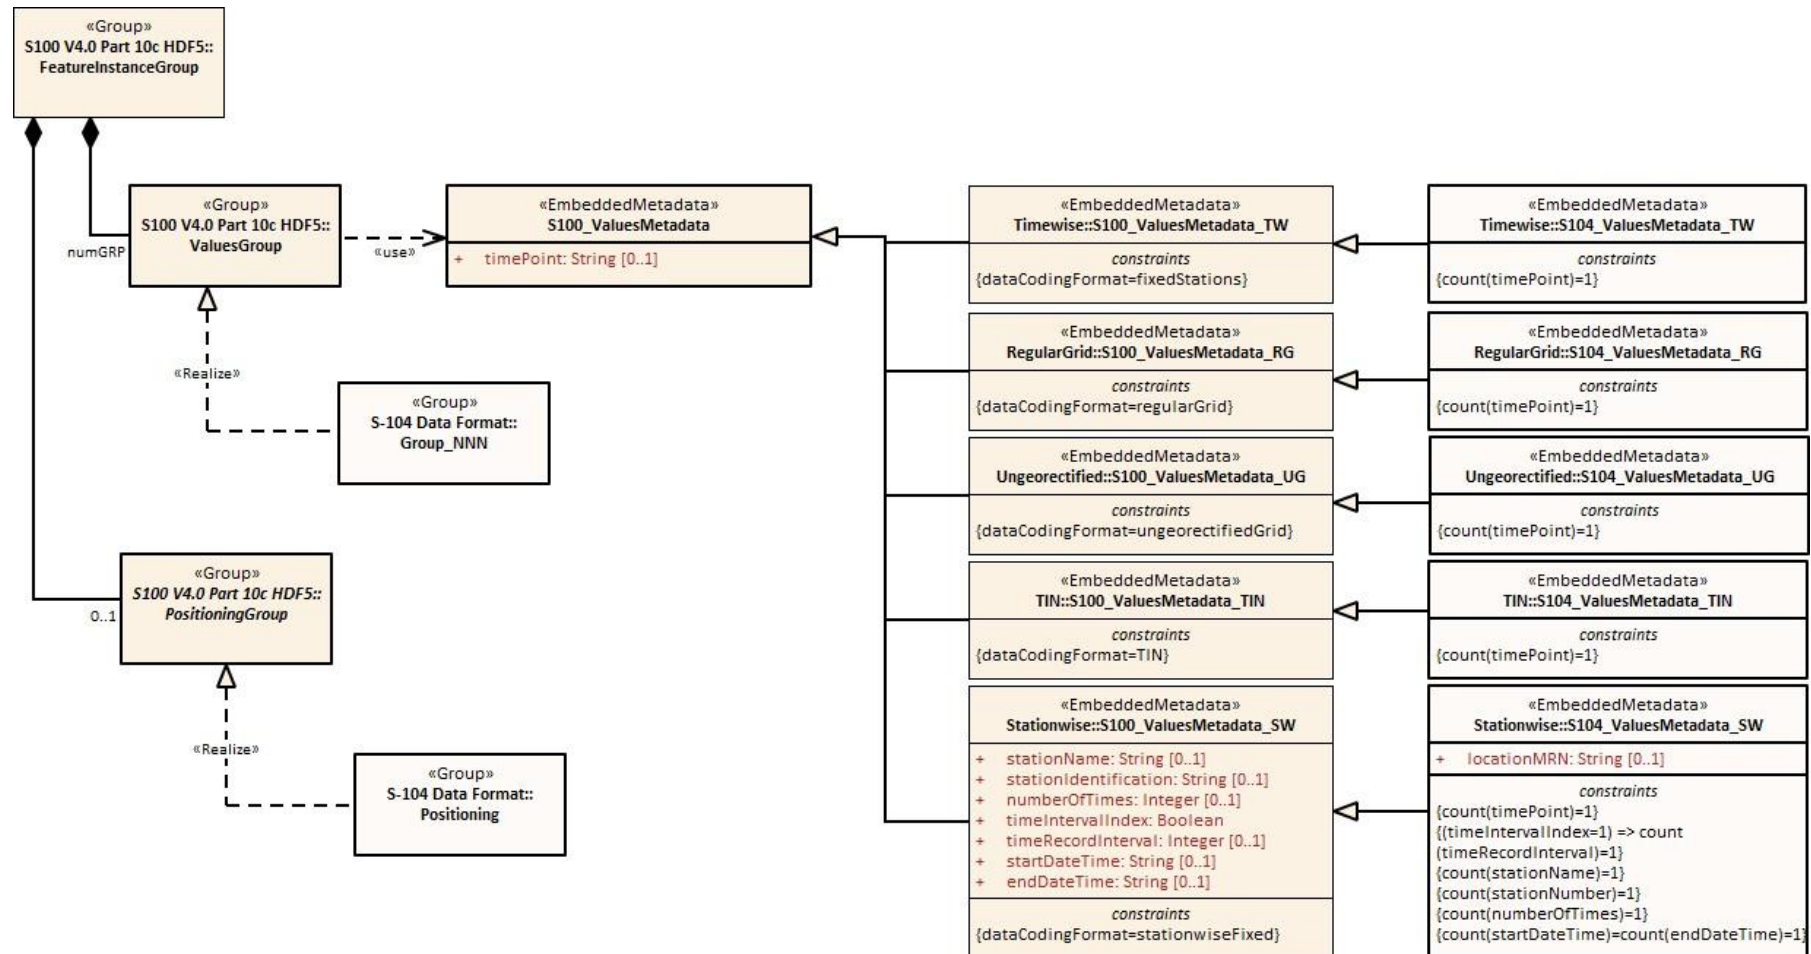 «Group»
S100 V4.0 Part 10c HDF5::
FeatureInstanceGroup
«Group»
S100 V4.0 Part 10c HDF5::
ValuesGroup
numGRP
«use»
«EmbeddedMetadata»
S100_ValuesMetadata
+ timePoint: String [0..1]
«Realize»
«Group»
S-104 Data Format::
Group_NNN
«Group»
S100 V4.0 Part 10c HDF5::
PositioningGroup
0..1
«Realize»
«Group»
S-104 Data Format::
Positioning
«EmbeddedMetadata»
Timewise::S100_ValuesMetadata_TW
constraints
{dataCodingFormat=fixedStations}
«EmbeddedMetadata»
Timewise::S104_ValuesMetadata_TW
constraints
{count(timePoint)=1}
«EmbeddedMetadata»
RegularGrid::S100_ValuesMetadata_RG
constraints
{dataCodingFormat=regularGrid}
«EmbeddedMetadata»
RegularGrid::S104_ValuesMetadata_RG
constraints
{count(timePoint)=1}
«EmbeddedMetadata»
Ungeorectified::S100_ValuesMetadata_UG
constraints
{dataCodingFormat=ungeorectifiedGrid}
«EmbeddedMetadata»
Ungeorectified::S104_ValuesMetadata_UG
constraints
{count(timePoint)=1}
«EmbeddedMetadata»
TIN::S100_ValuesMetadata_TIN
constraints
{dataCodingFormat=TIN}
«EmbeddedMetadata»
TIN::S104_ValuesMetadata_TIN
constraints
{count(timePoint)=1}
«EmbeddedMetadata»
Stationwise::S100_ValuesMetadata_SW
+ stationName: String [0..1]
+ stationIdentification: String [0..1]
+ numberOfTimes: Integer [0..1]
+ timeIntervalIndex: Boolean
+ timeRecordInterval: Integer [0..1]
+ startDateTime: String [0..1]
+ endDateTime: String [0..1]
constraints
{dataCodingFormat=stationwiseFixed}
«EmbeddedMetadata»
Stationwise::S104_ValuesMetadata_SW
+ locationMRN: String [0..1]
constraints
{count(timePoint)=1}
{(timeIntervalIndex=1) => count
(timeRecordInterval)=1}
{count(stationName)=1}
{count(stationNumber)=1}
{count(numberOfTimes)=1}
{count(startDateTime)=count(endDateTime)=1}